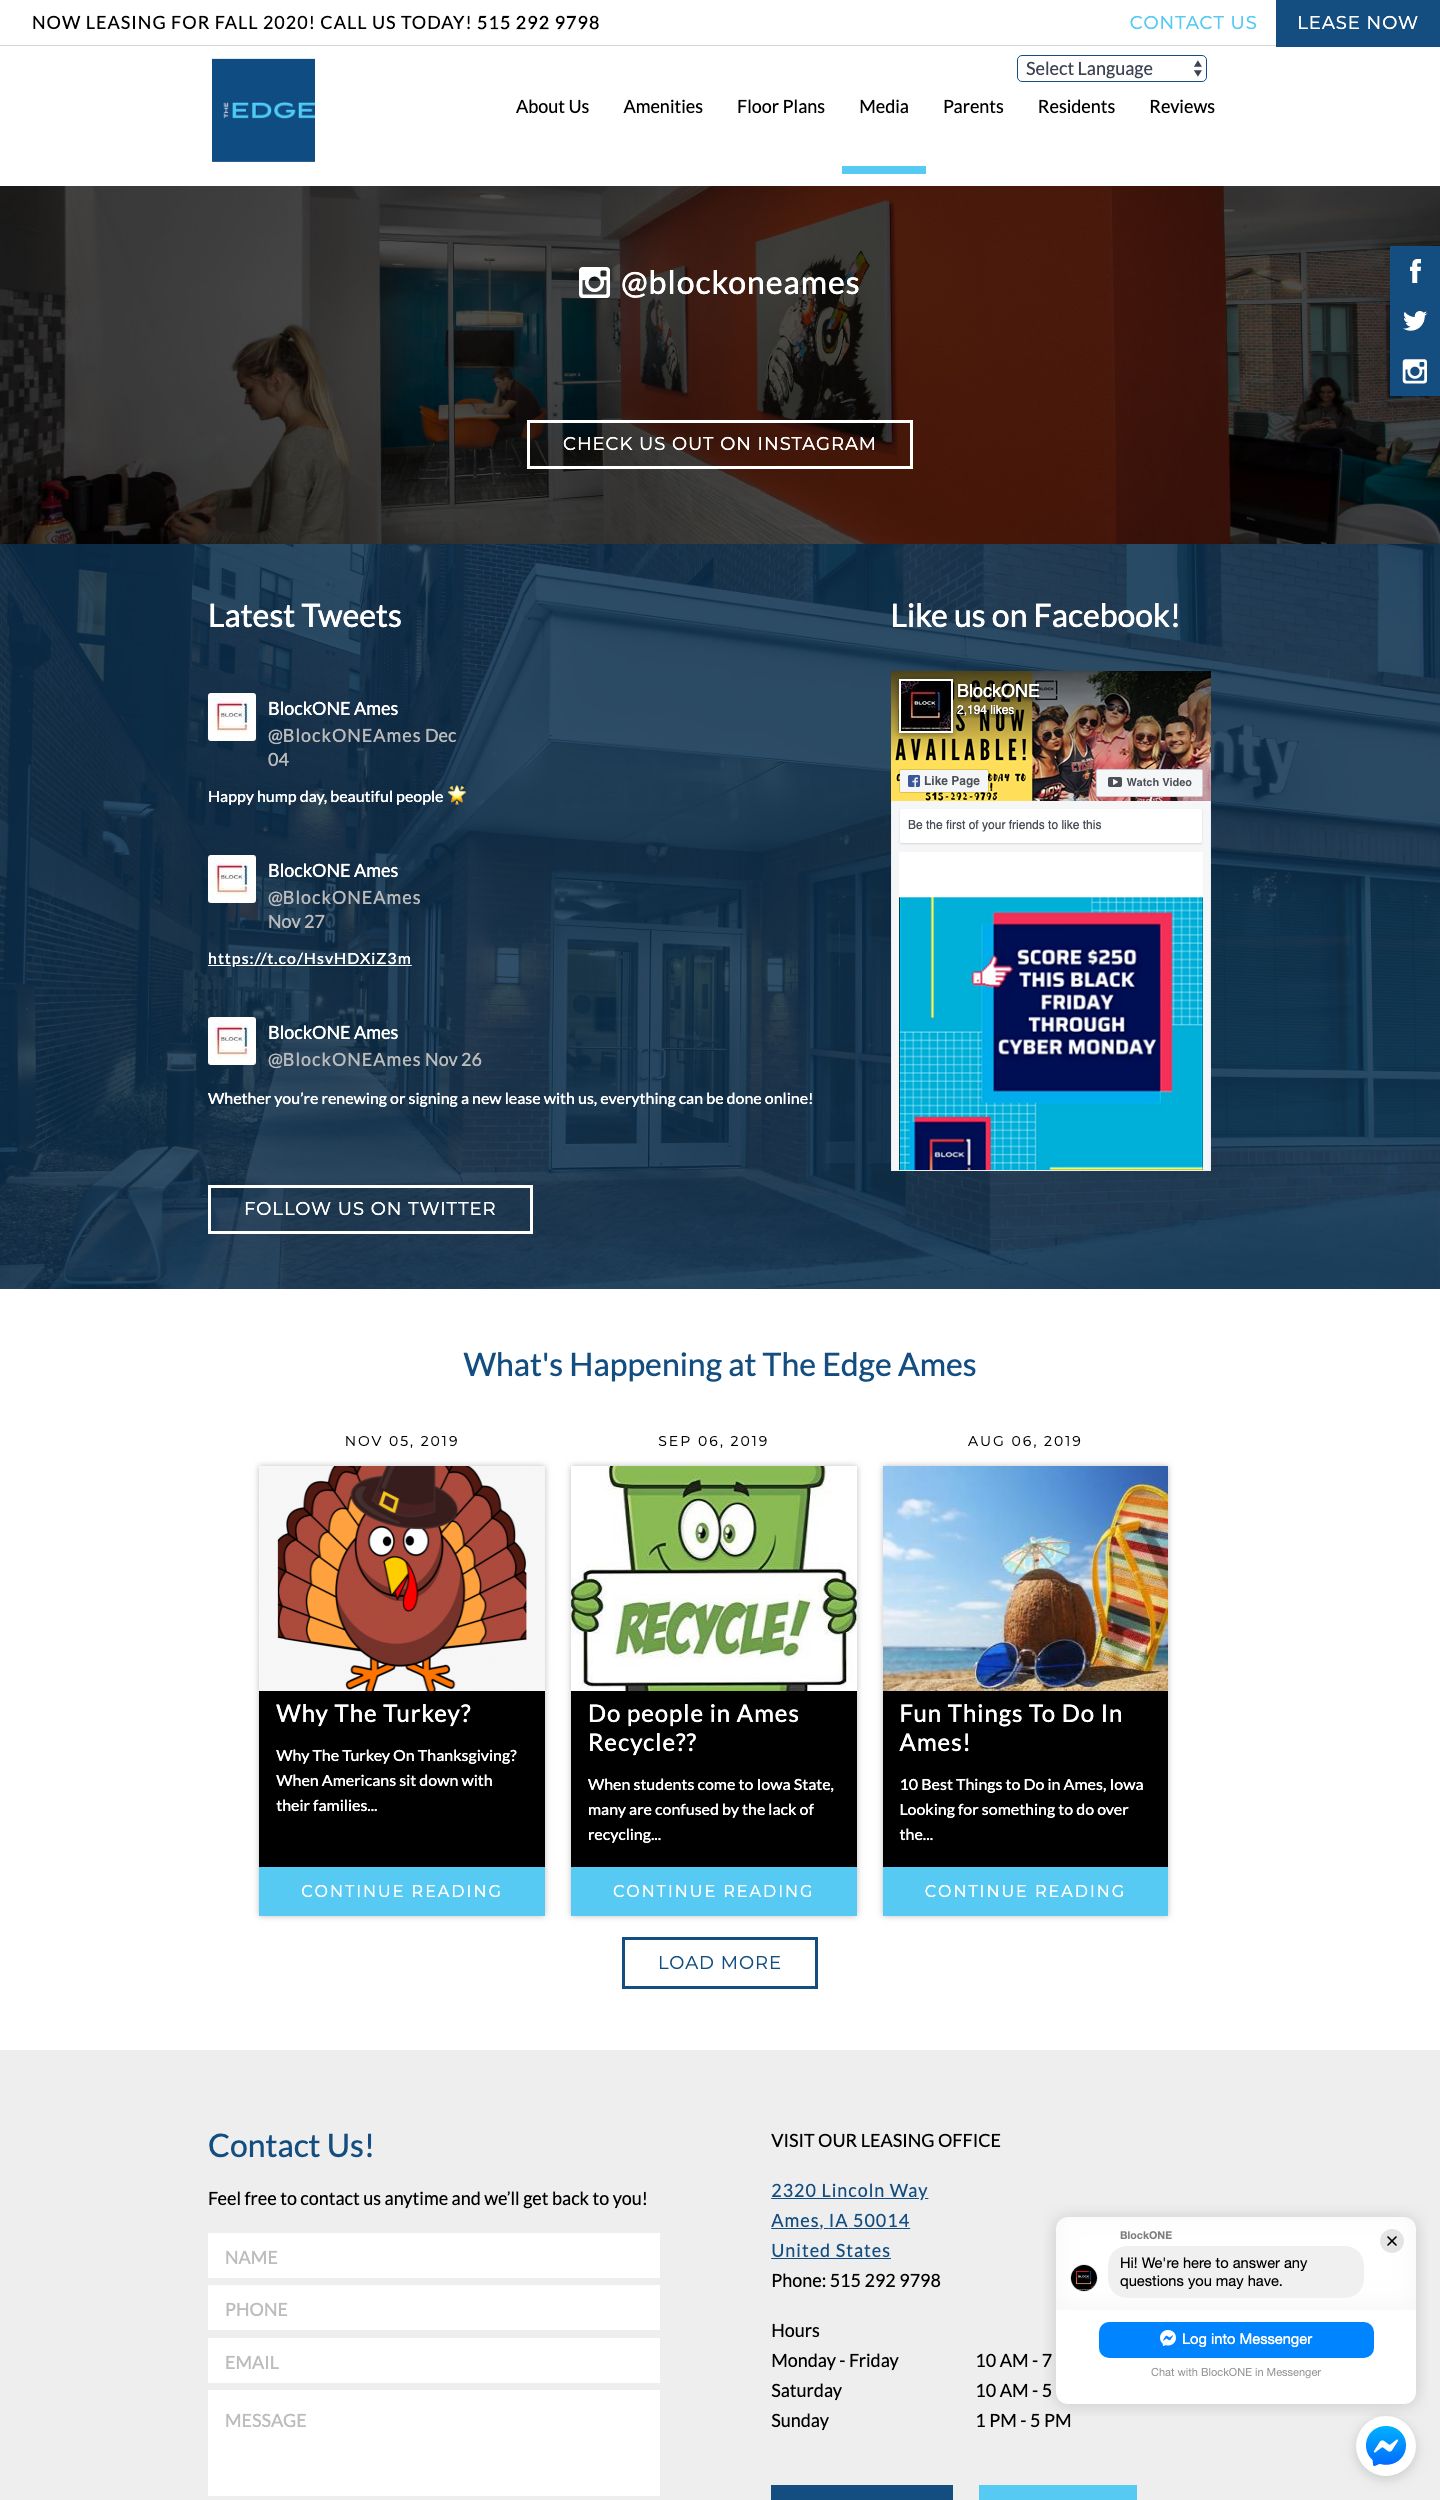 NOW LEASING FOR FALL 2020! CALL US TODAY! 515 292 9798
CONTACT US
LEASE NOW
Select Language
THE EDGE
About Us
Amenities
Floor Plans
Media
Parents
Residents
Reviews
@blockoneames
CHECK US OUT ON INSTAGRAM
Latest Tweets
BlockONE Ames
@BlockONEAmes Dec
04
Happy hump day, beautiful people 🌟
BLOCK
BlockONE Ames
@BlockONEAmes
Nov 27
https://t.co/HsvHDXiZ3m
BLOCK
BlockONE Ames
@BlockONEAmes Nov 26
Whether you're renewing or signing a new lease with us, everything can be done online!
FOLLOW US ON TWITTER
Like us on Facebook!
BLOCK
BlockONE
2,194 likes
AVAILABLE!
Like Page
Watch Video
515-292-9798
Be the first of your friends to like this
SCORE $250
THIS BLACK
FRIDAY
THROUGH
CYBER MONDAY
BLOCK
What's Happening at The Edge Ames
NOV 05, 2019
Why The Turkey?
Why The Turkey On Thanksgiving?
When Americans sit down with
their families...
CONTINUE READING
SEP 06, 2019
RECYCLE!
Do people in Ames
Recycle??
When students come to Iowa State,
many are confused by the lack of
recycling...
CONTINUE READING
AUG 06, 2019
Fun Things To Do In
Ames!
10 Best Things to Do in Ames, Iowa
Looking for something to do over
the...
CONTINUE READING
LOAD MORE
Contact Us!
Feel free to contact us anytime and we'll get back to you!
NAME
PHONE
EMAIL
MESSAGE
VISIT OUR LEASING OFFICE
2320 Lincoln Way
Ames, IA 50014
United States
Phone: 515 292 9798
Hours
Monday - Friday 10 AM - 7
Saturday 10 AM - 5
Sunday 1 PM - 5 PM
BlockONE
Hi! We're here to answer any
questions you may have.
Log into Messenger
Chat with BlockONE in Messenger